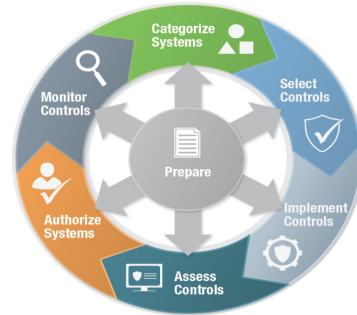 Categorize
Systems
Select
Controls
Implement
Controls
Assess
Controls
Authorize
Systems
Monitor
Controls
Prepare